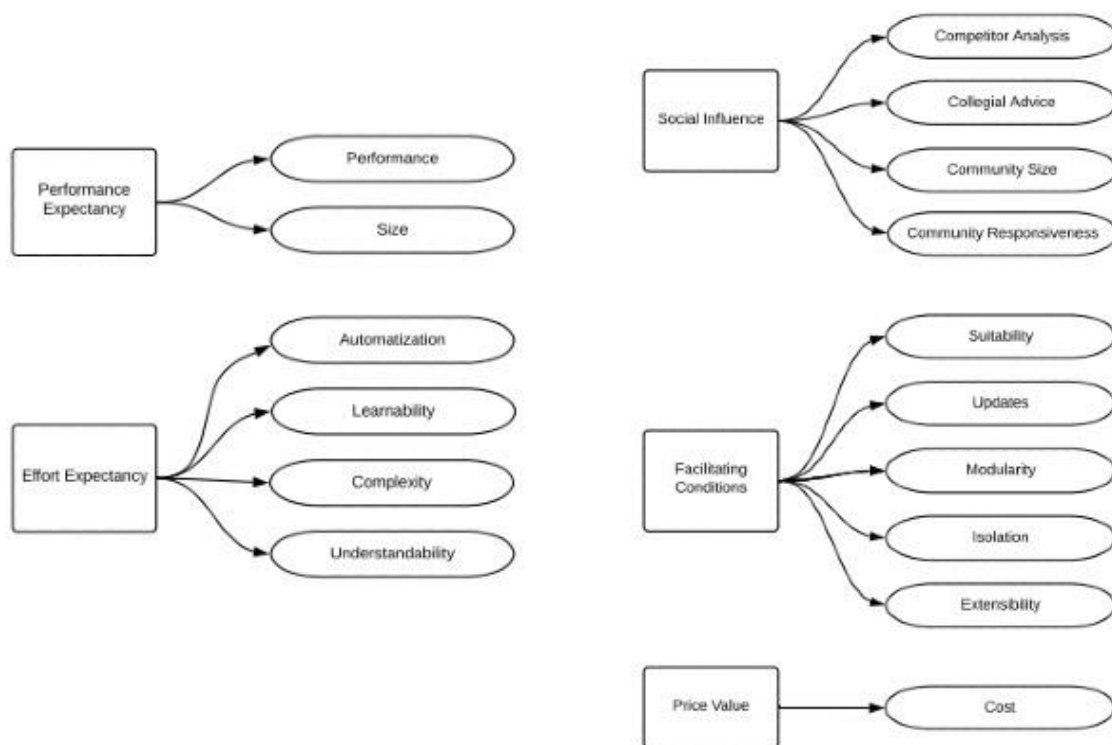 Performance
Expectancy
Performance
Size
Effort Expectancy
Automatization
Learnability
Complexity
Understandability
Social Influence
Competitor Analysis
Collegial Advice
Community Size
Community Responsiveness
Facilitating
Conditions
Suitability
Updates
Modularity
Isolation
Extensibility
Price Value
Cost